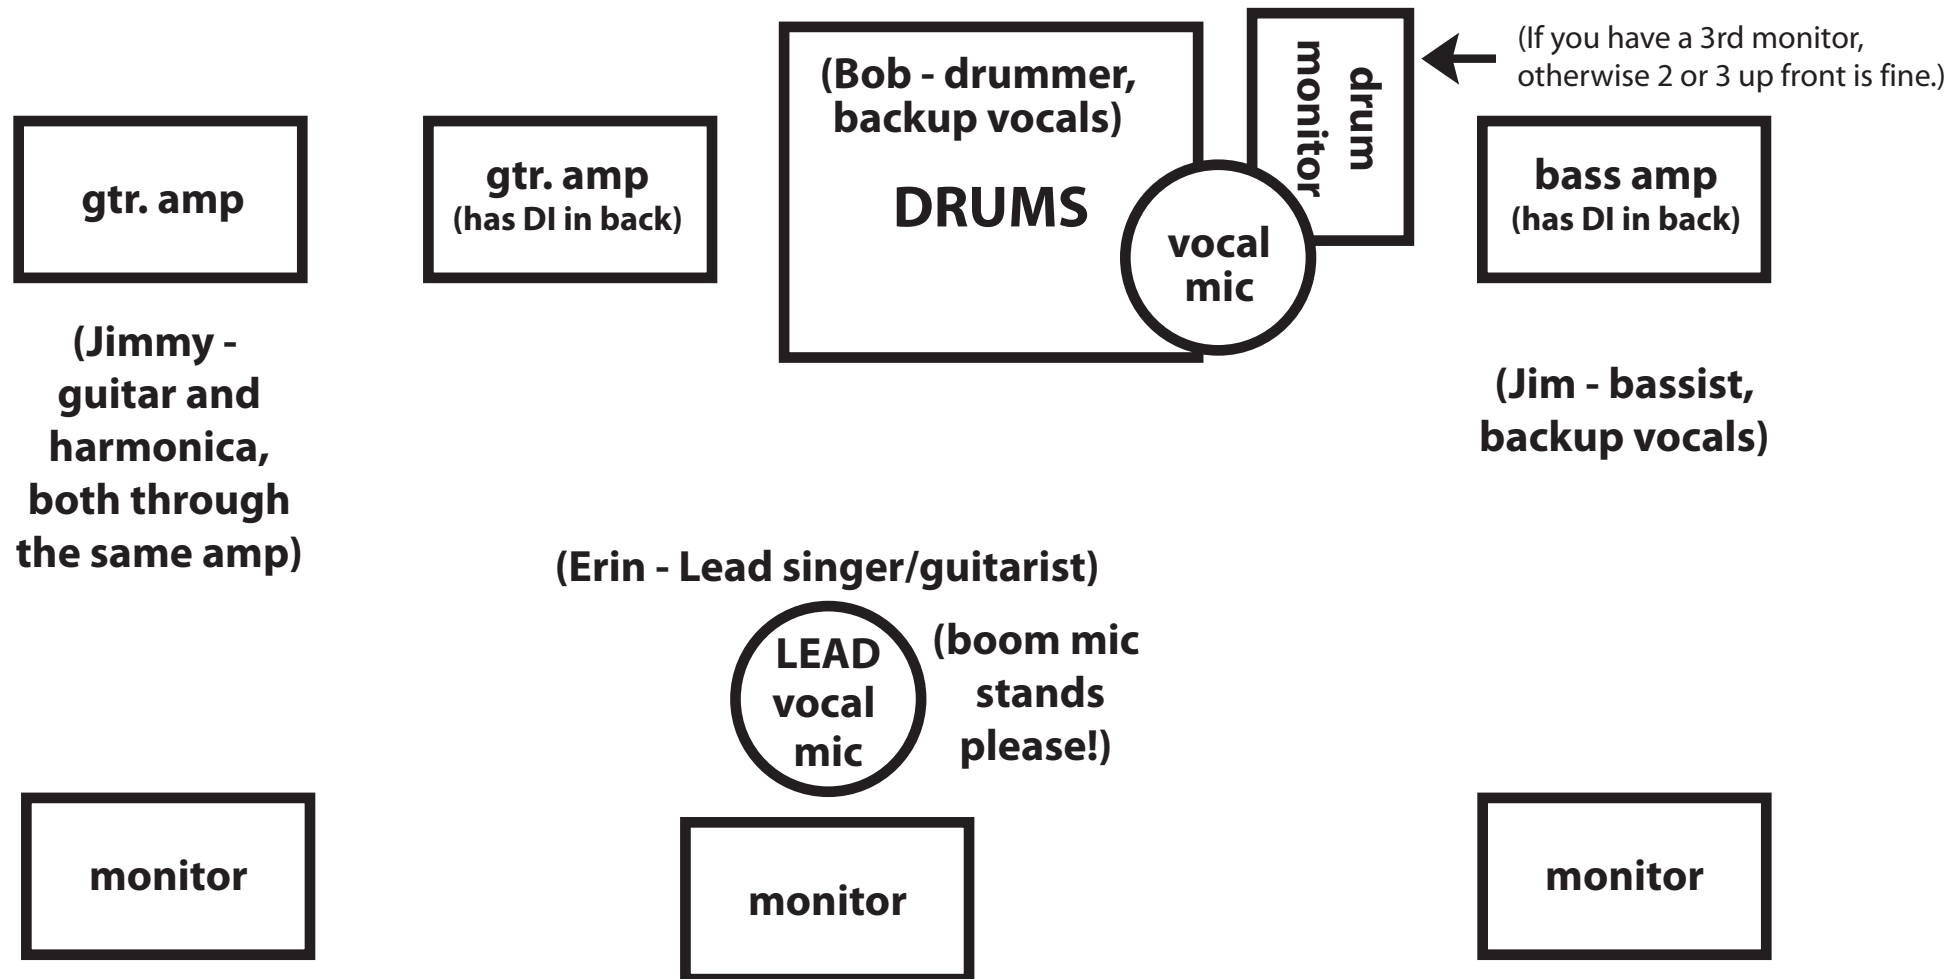 (If you have a 3rd monitor,
otherwise 2 or 3 up front is fine.)
drum
monitor
(Bob - drummer,
backup vocals)
DRUMS
vocal
mic
gtr. amp
gtr. amp
(has DI in back)
bass amp
(has DI in back)
(Jimmy -
guitar and
harmonica,
both through
the same amp)
(Jim - bassist,
backup vocals)
(Erin - Lead singer/guitarist)
LEAD
vocal
mic
(boom mic
stands
please!)
monitor
monitor
monitor